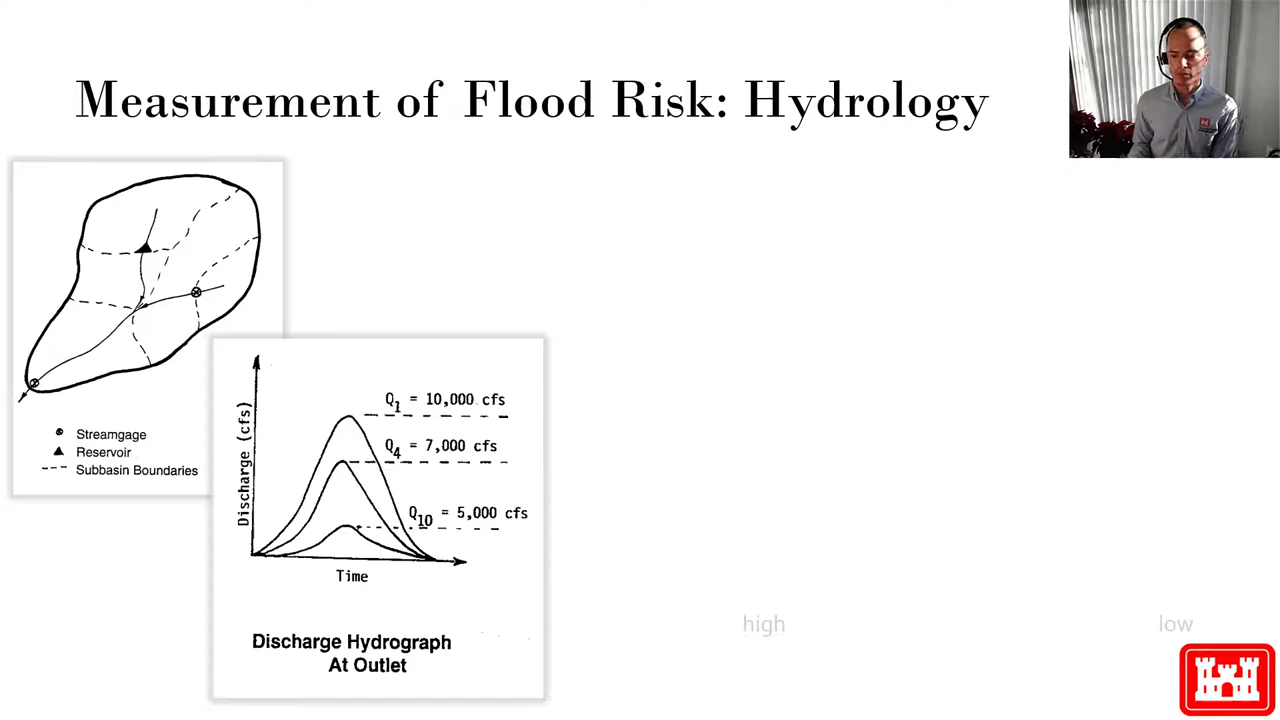 Measurement of Flood Risk: Hydrology
Streamgage
Reservoir
Subbasin Boundaries
Discharge (cfs)
Q1 = 10,000 cfs
Q4 = 7,000 cfs
Q10 = 5,000 cfs
Time
Discharge Hydrograph
At Outlet
high
low